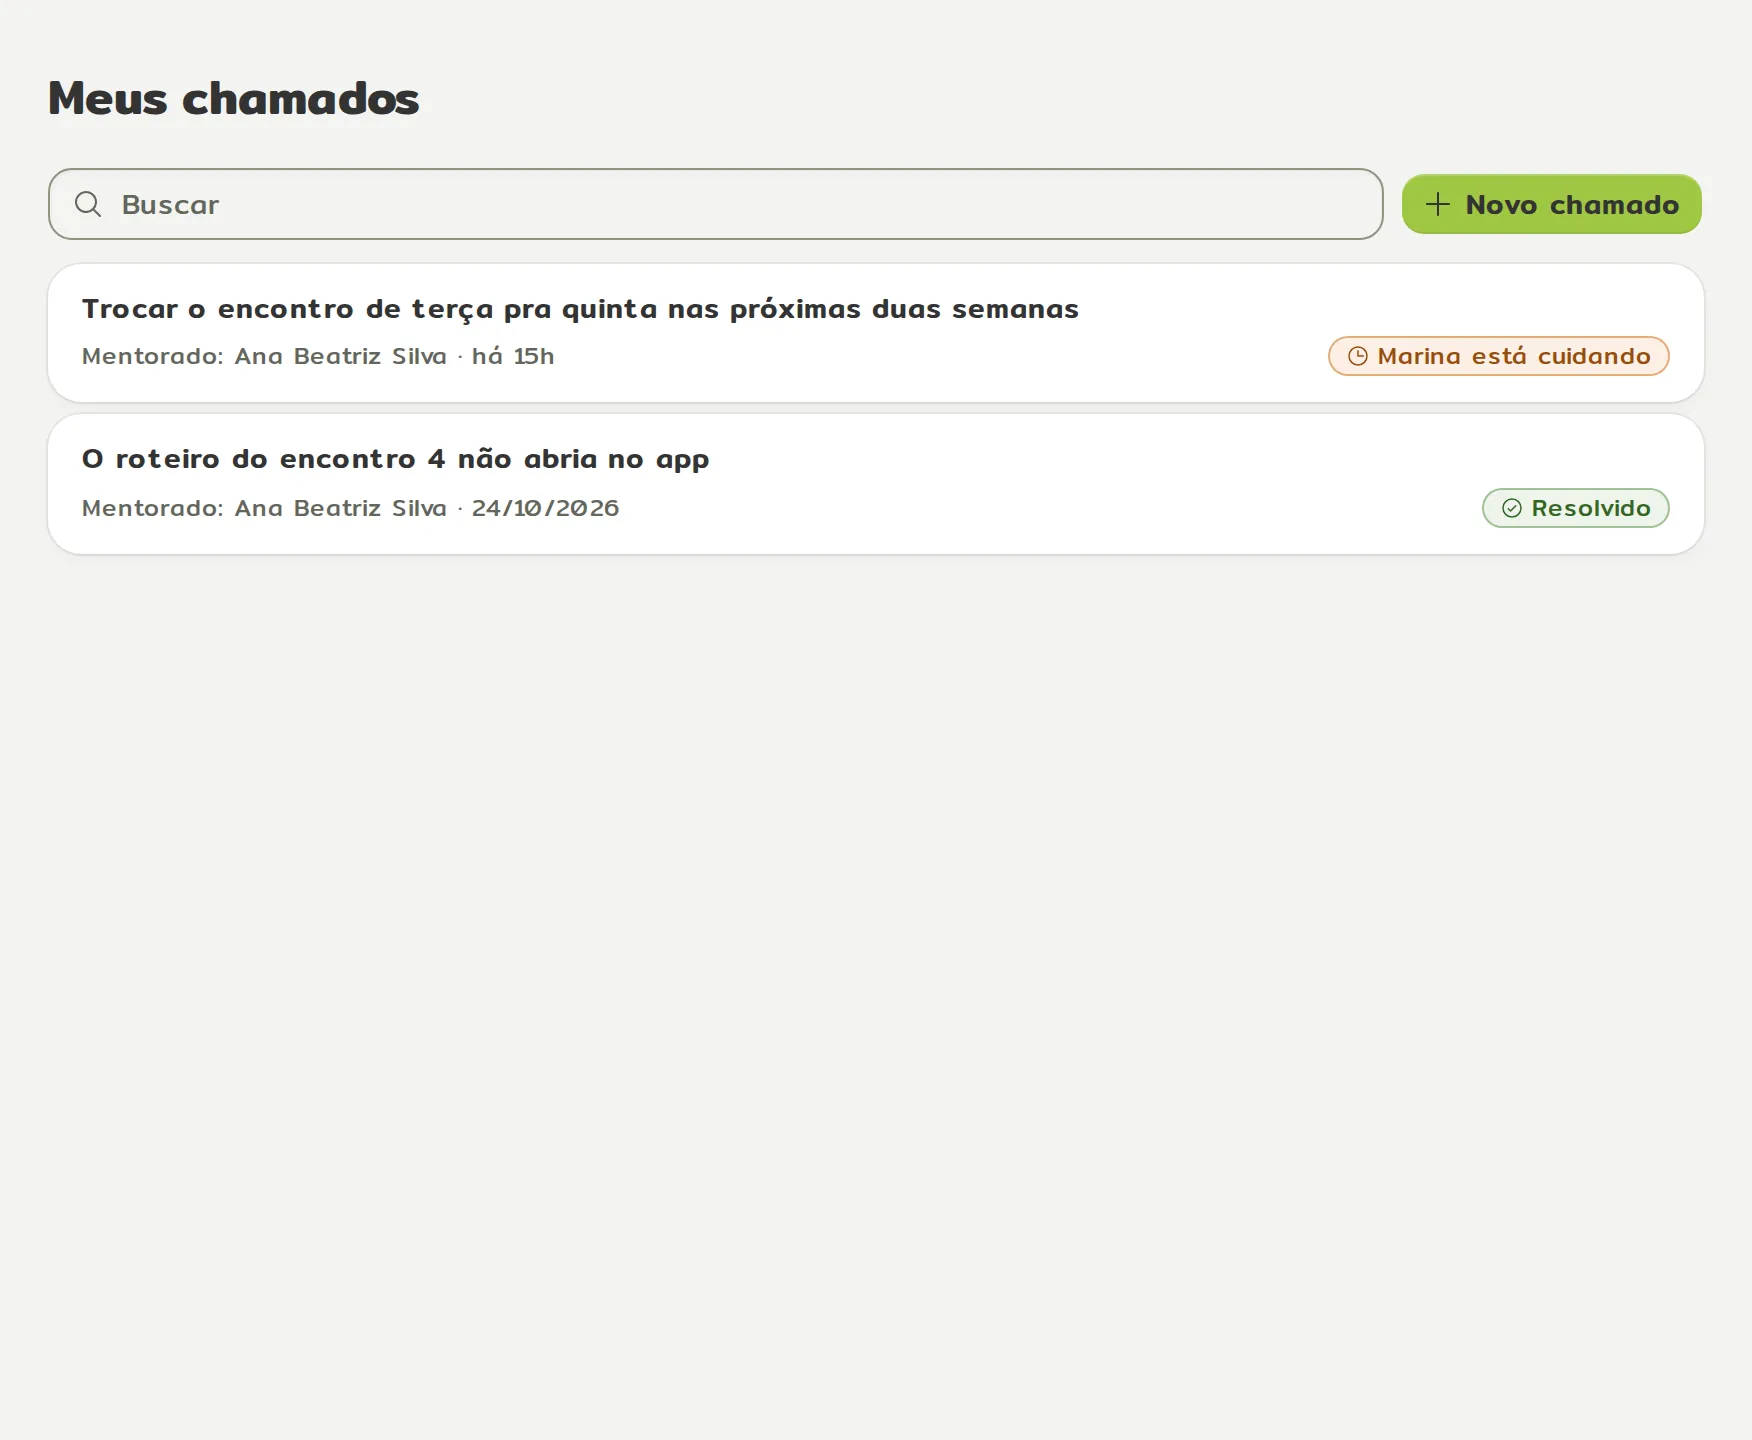 Meus chamados
Buscar
Novo chamado
Trocar o encontro de terça pra quinta nas próximas duas semanas
Mentorado: Ana Beatriz Silva · há 15h
Marina está cuidando
O roteiro do encontro 4 não abria no app
Mentorado: Ana Beatriz Silva · 24/10/2026
Resolvido